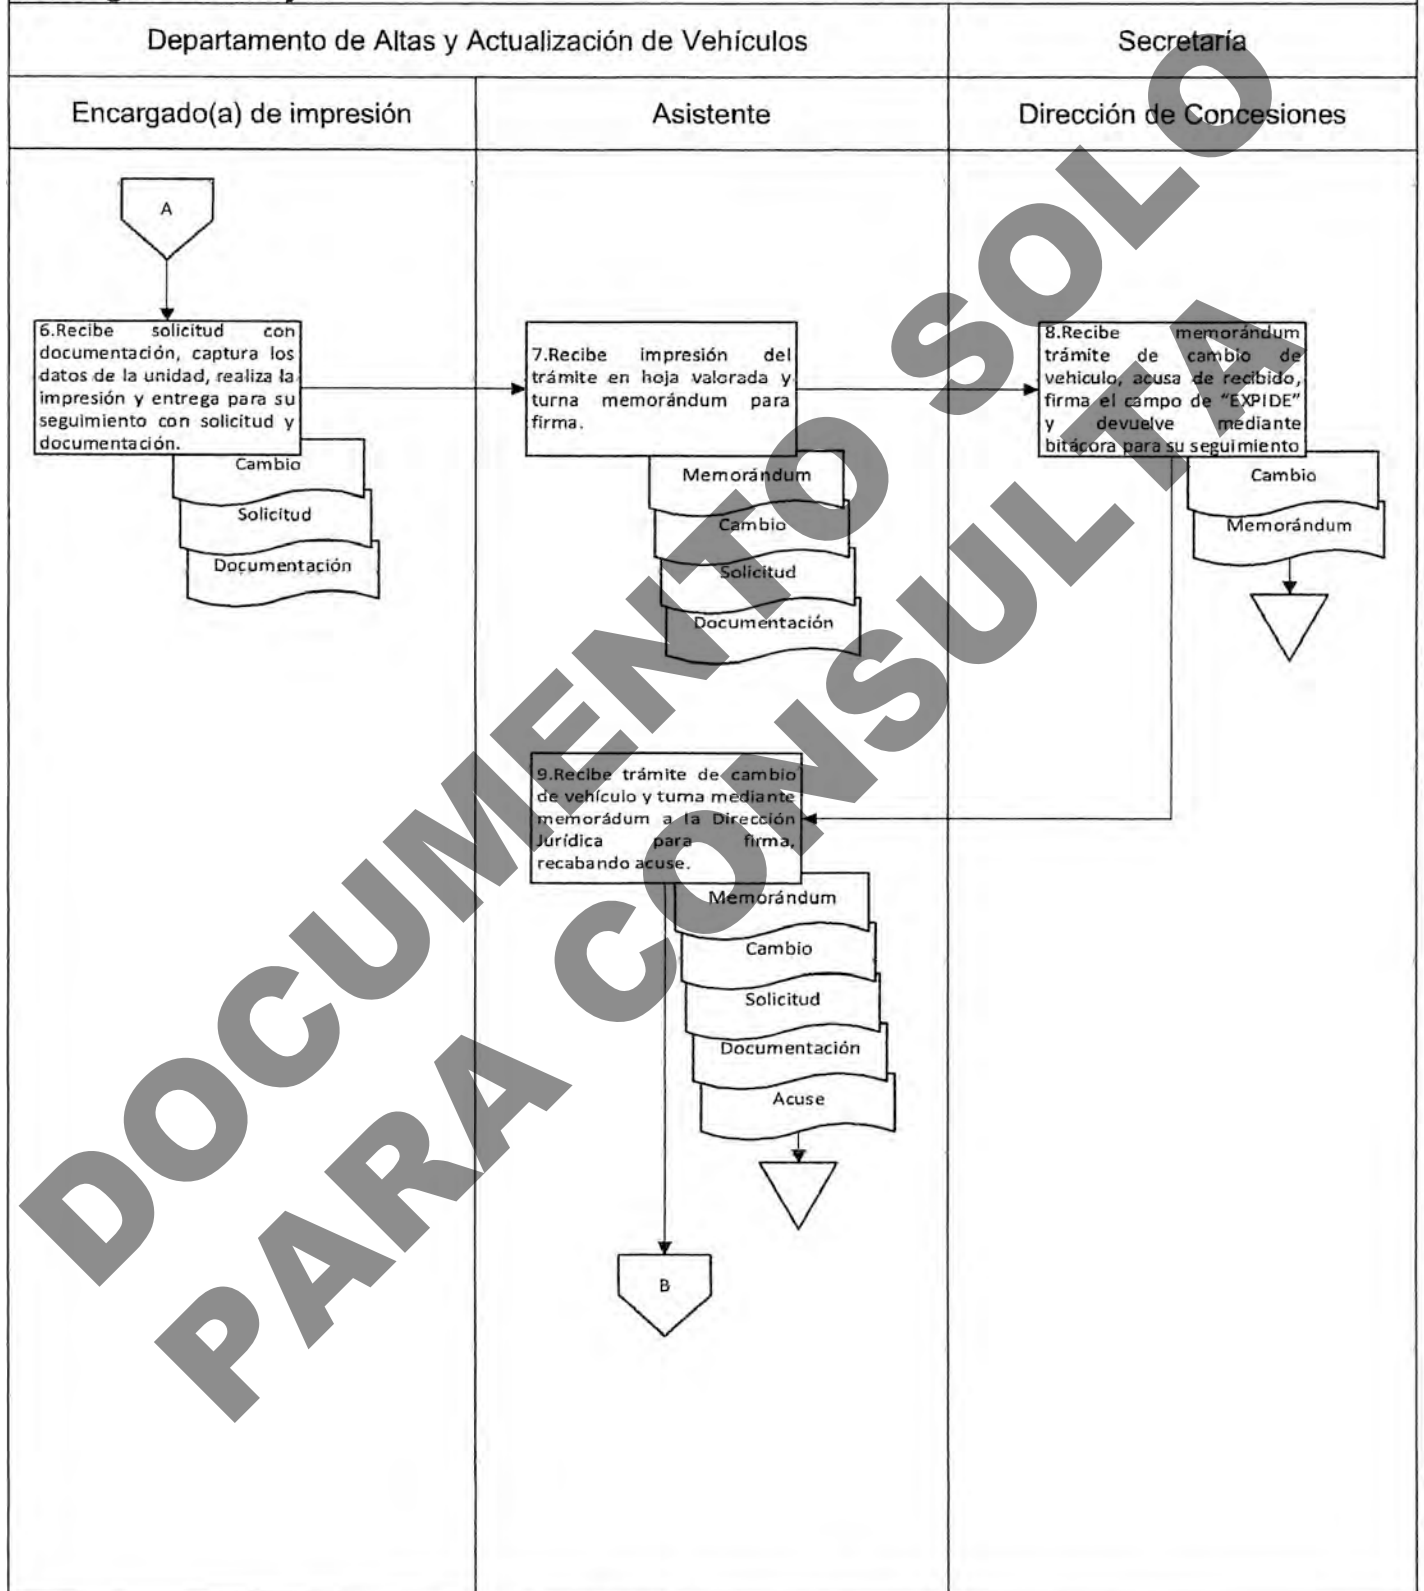 Departamento de Altas y Actualización de Vehículos
Secretaría
Encargado(a) de impresión
Asistente
Dirección de Concesiones
A
6.Recibe solicitud con
documentación, captura los
datos de la unidad, realiza la
impresión y entrega para su
seguimiento con solicitud y
documentación.
Cambio
Solicitud
Documentación
7.Recibe impresión del
trámite en hoja valorada y
turna memorándum para
firma.
Memorándum
Cambio
Solicitud
Documentación
8.Recibe memorándum
trámite de cambio de
vehiculo, acusa de recibido,
firma el campo de “EXPIDE”
y devuelve mediante
bitácora para su seguimiento
Cambio
Memorándum
9.Recibe trámite de cambio
de vehículo y turna mediante
memorádum a la Dirección
Jurídica para firma,
recabando acuse.
Memorándum
Cambio
Solicitud
Documentación
Acuse
B
DOCUMENTO SOLO
PARA CONSULTA